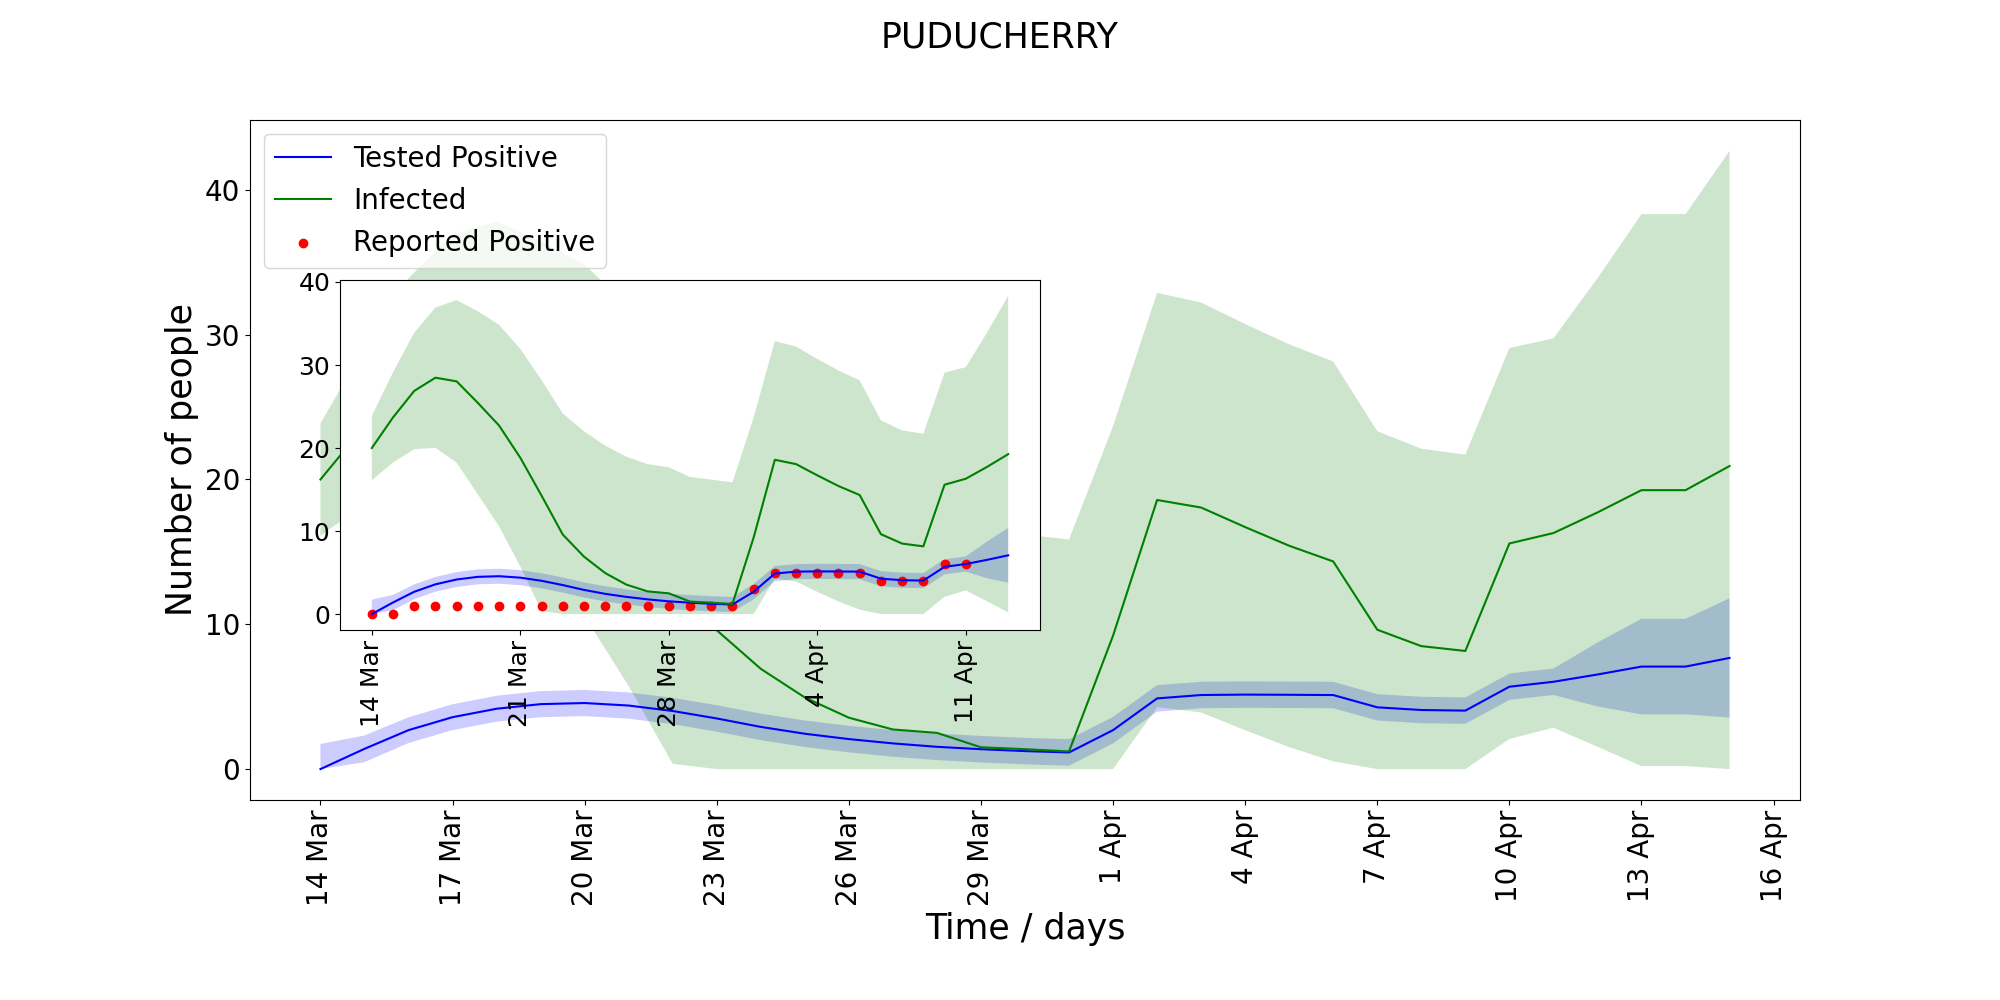 PUDUCHERRY
Tested Positive
Infected
Reported Positive
Number of people
40
30
20
10
0
40
30
20
10
0
14 Mar
21 Mar
28 Mar
4 Apr
11 Apr
14 Mar
17 Mar
20 Mar
23 Mar
26 Mar
29 Mar
1 Apr
4 Apr
7 Apr
10 Apr
13 Apr
16 Apr
Time / days